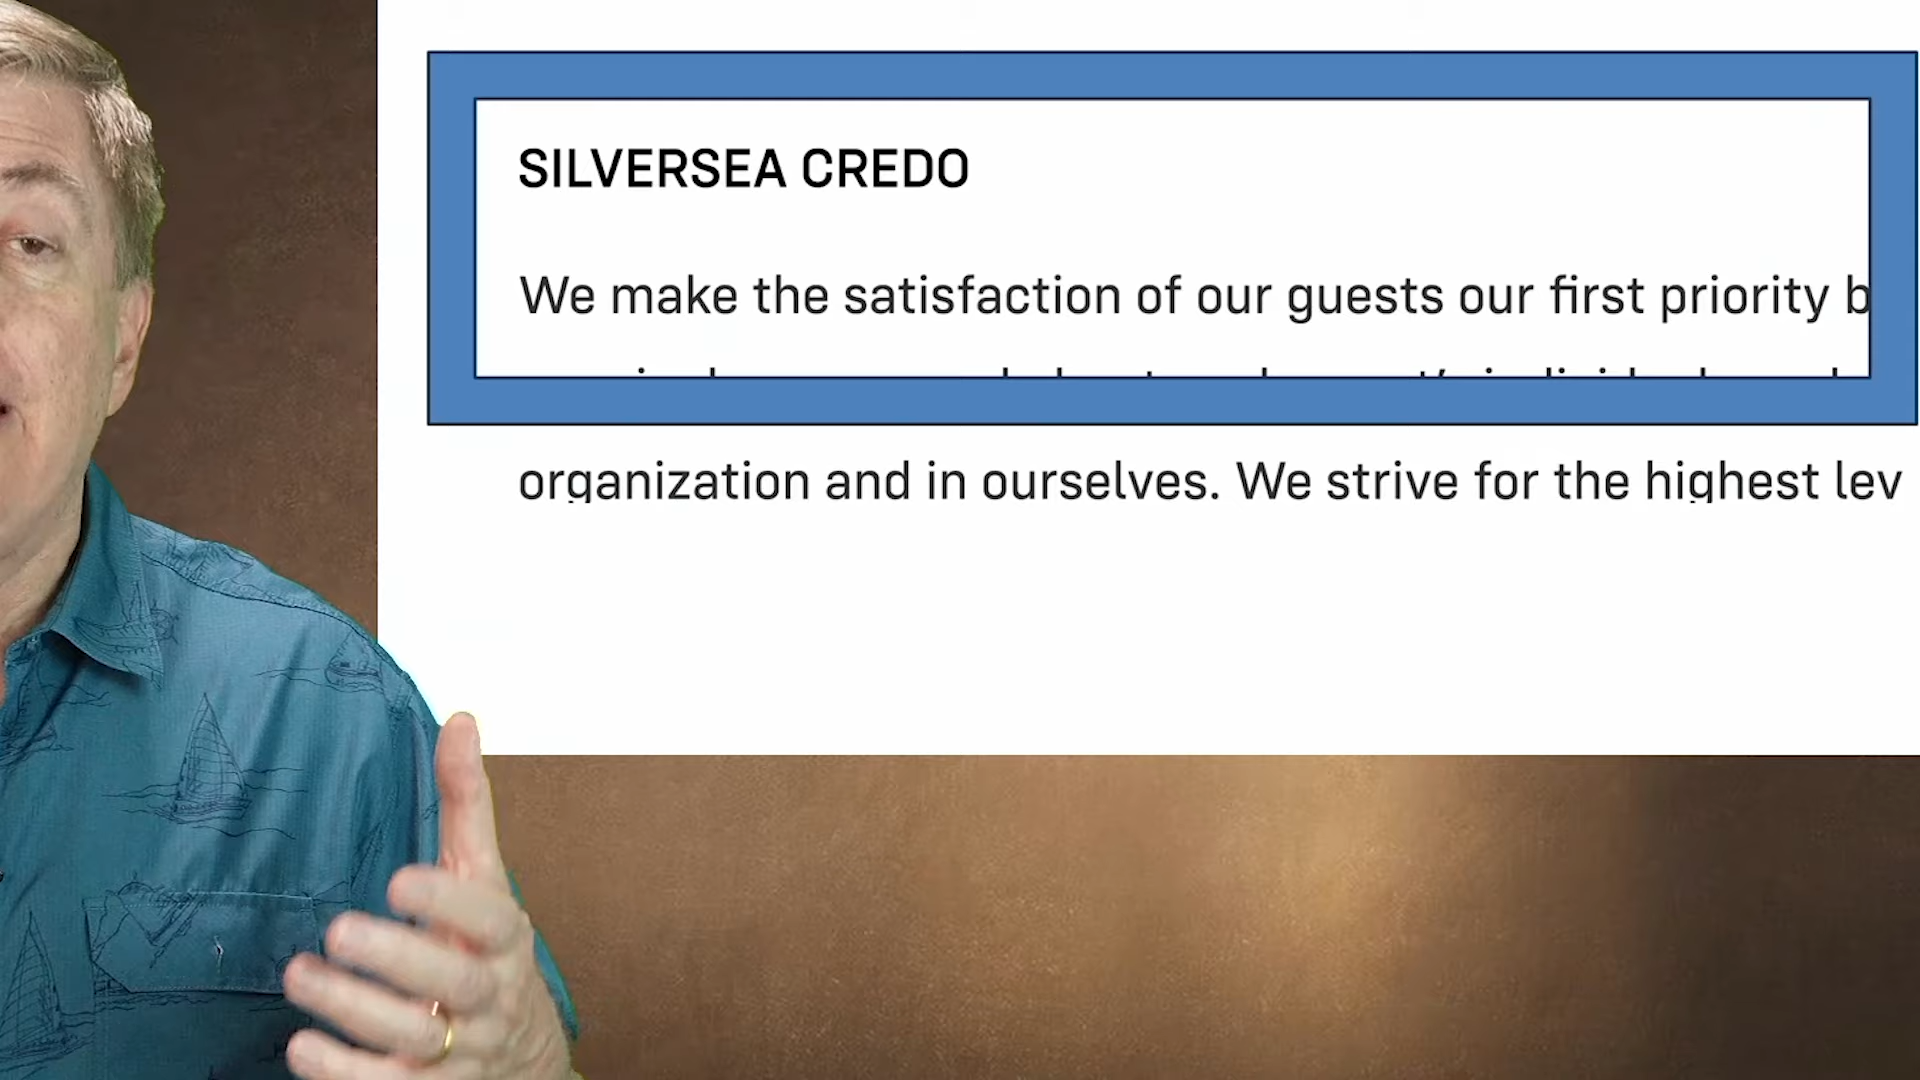 SILVERSEA CREDO
We make the satisfaction of our guests our first priority b
organization and in ourselves. We strive for the highest lev